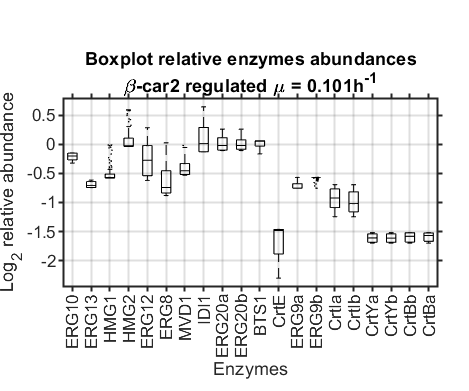 Boxplot relative enzymes abundances
β-car2 regulated μ = 0.101h⁻¹
Log₂ relative abundance
0.5
0
-0.5
-1
-1.5
-2
ERG10 ERG13 HMG1 HMG2 ERG12 ERG8 MVD1 IDI1 ERG20a ERG20b BTS1 CrtE ERG9a ERG9b CrtIa CrtIb CrtYa CrtYb CrtBb CrtBa
Enzymes